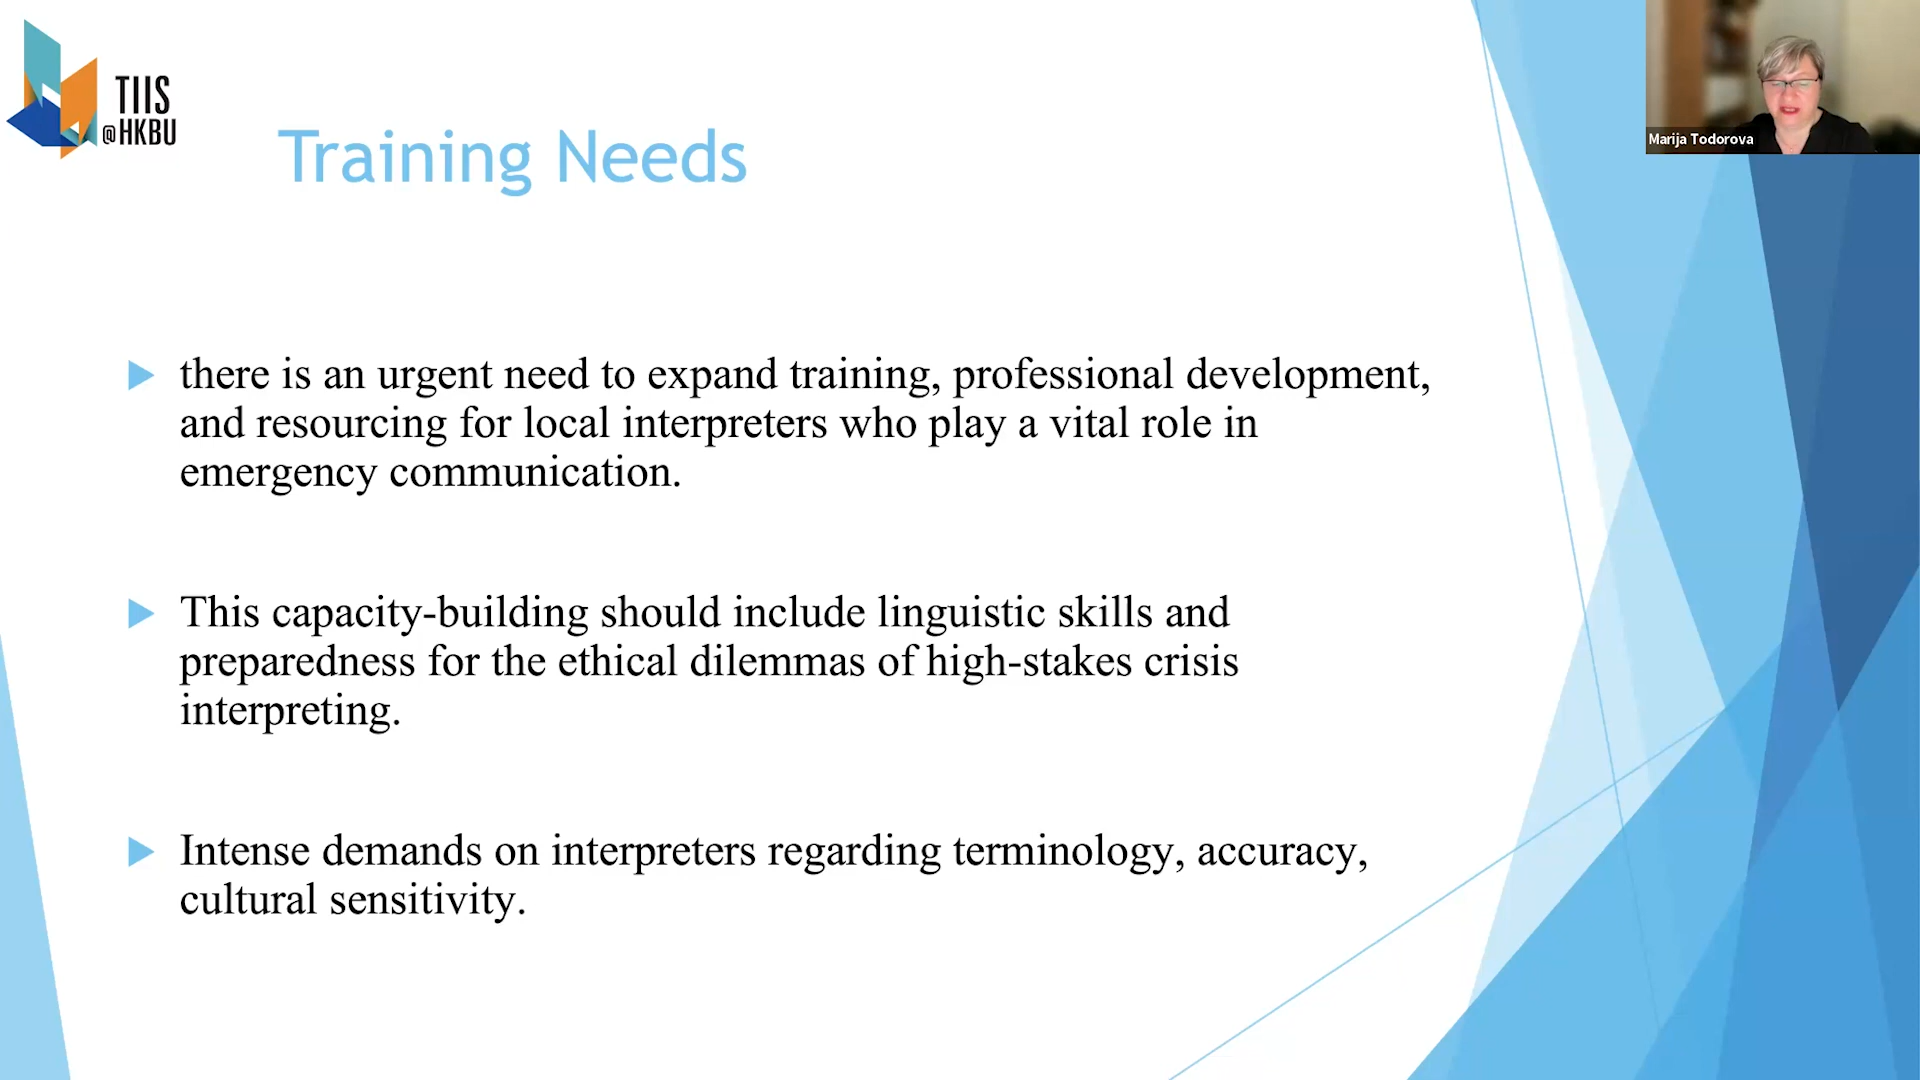 TIIS
@HKBU
Marija Todorova
Training Needs
there is an urgent need to expand training, professional development,
and resourcing for local interpreters who play a vital role in
emergency communication.
This capacity-building should include linguistic skills and
preparedness for the ethical dilemmas of high-stakes crisis
interpreting.
Intense demands on interpreters regarding terminology, accuracy,
cultural sensitivity.